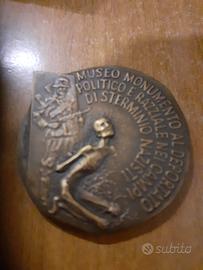 MUSEO MONUMENTO AL DEPORTATO
POLITICO E RAZZIALE NEI CAMPI
DI STERMINIO NAZISTI
subito